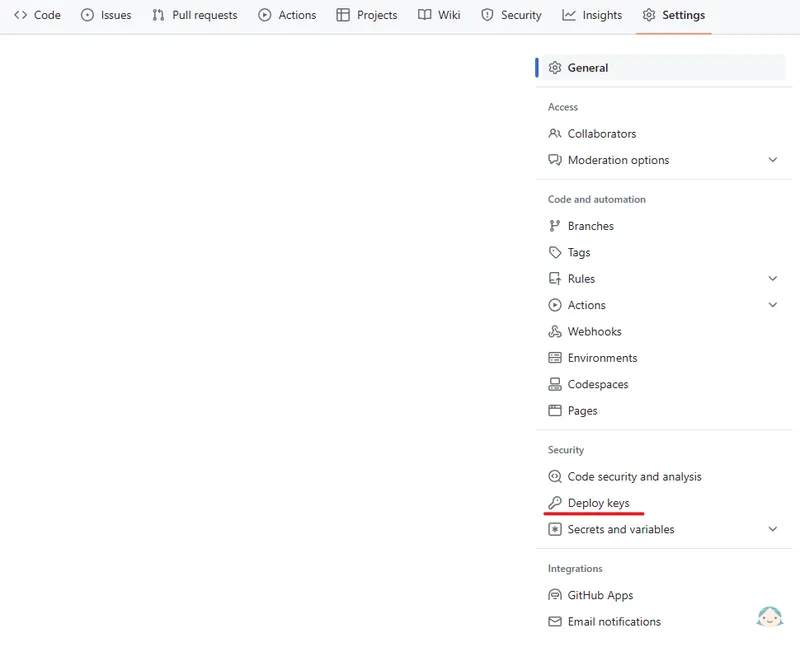 Code Issues Pull requests Actions Projects Wiki Security Insights Settings
General
Access
Collaborators
Moderation options
Code and automation
Branches
Tags
Rules
Actions
Webhooks
Environments
Codespaces
Pages
Security
Code security and analysis
Deploy keys
Secrets and variables
Integrations
GitHub Apps
Email notifications